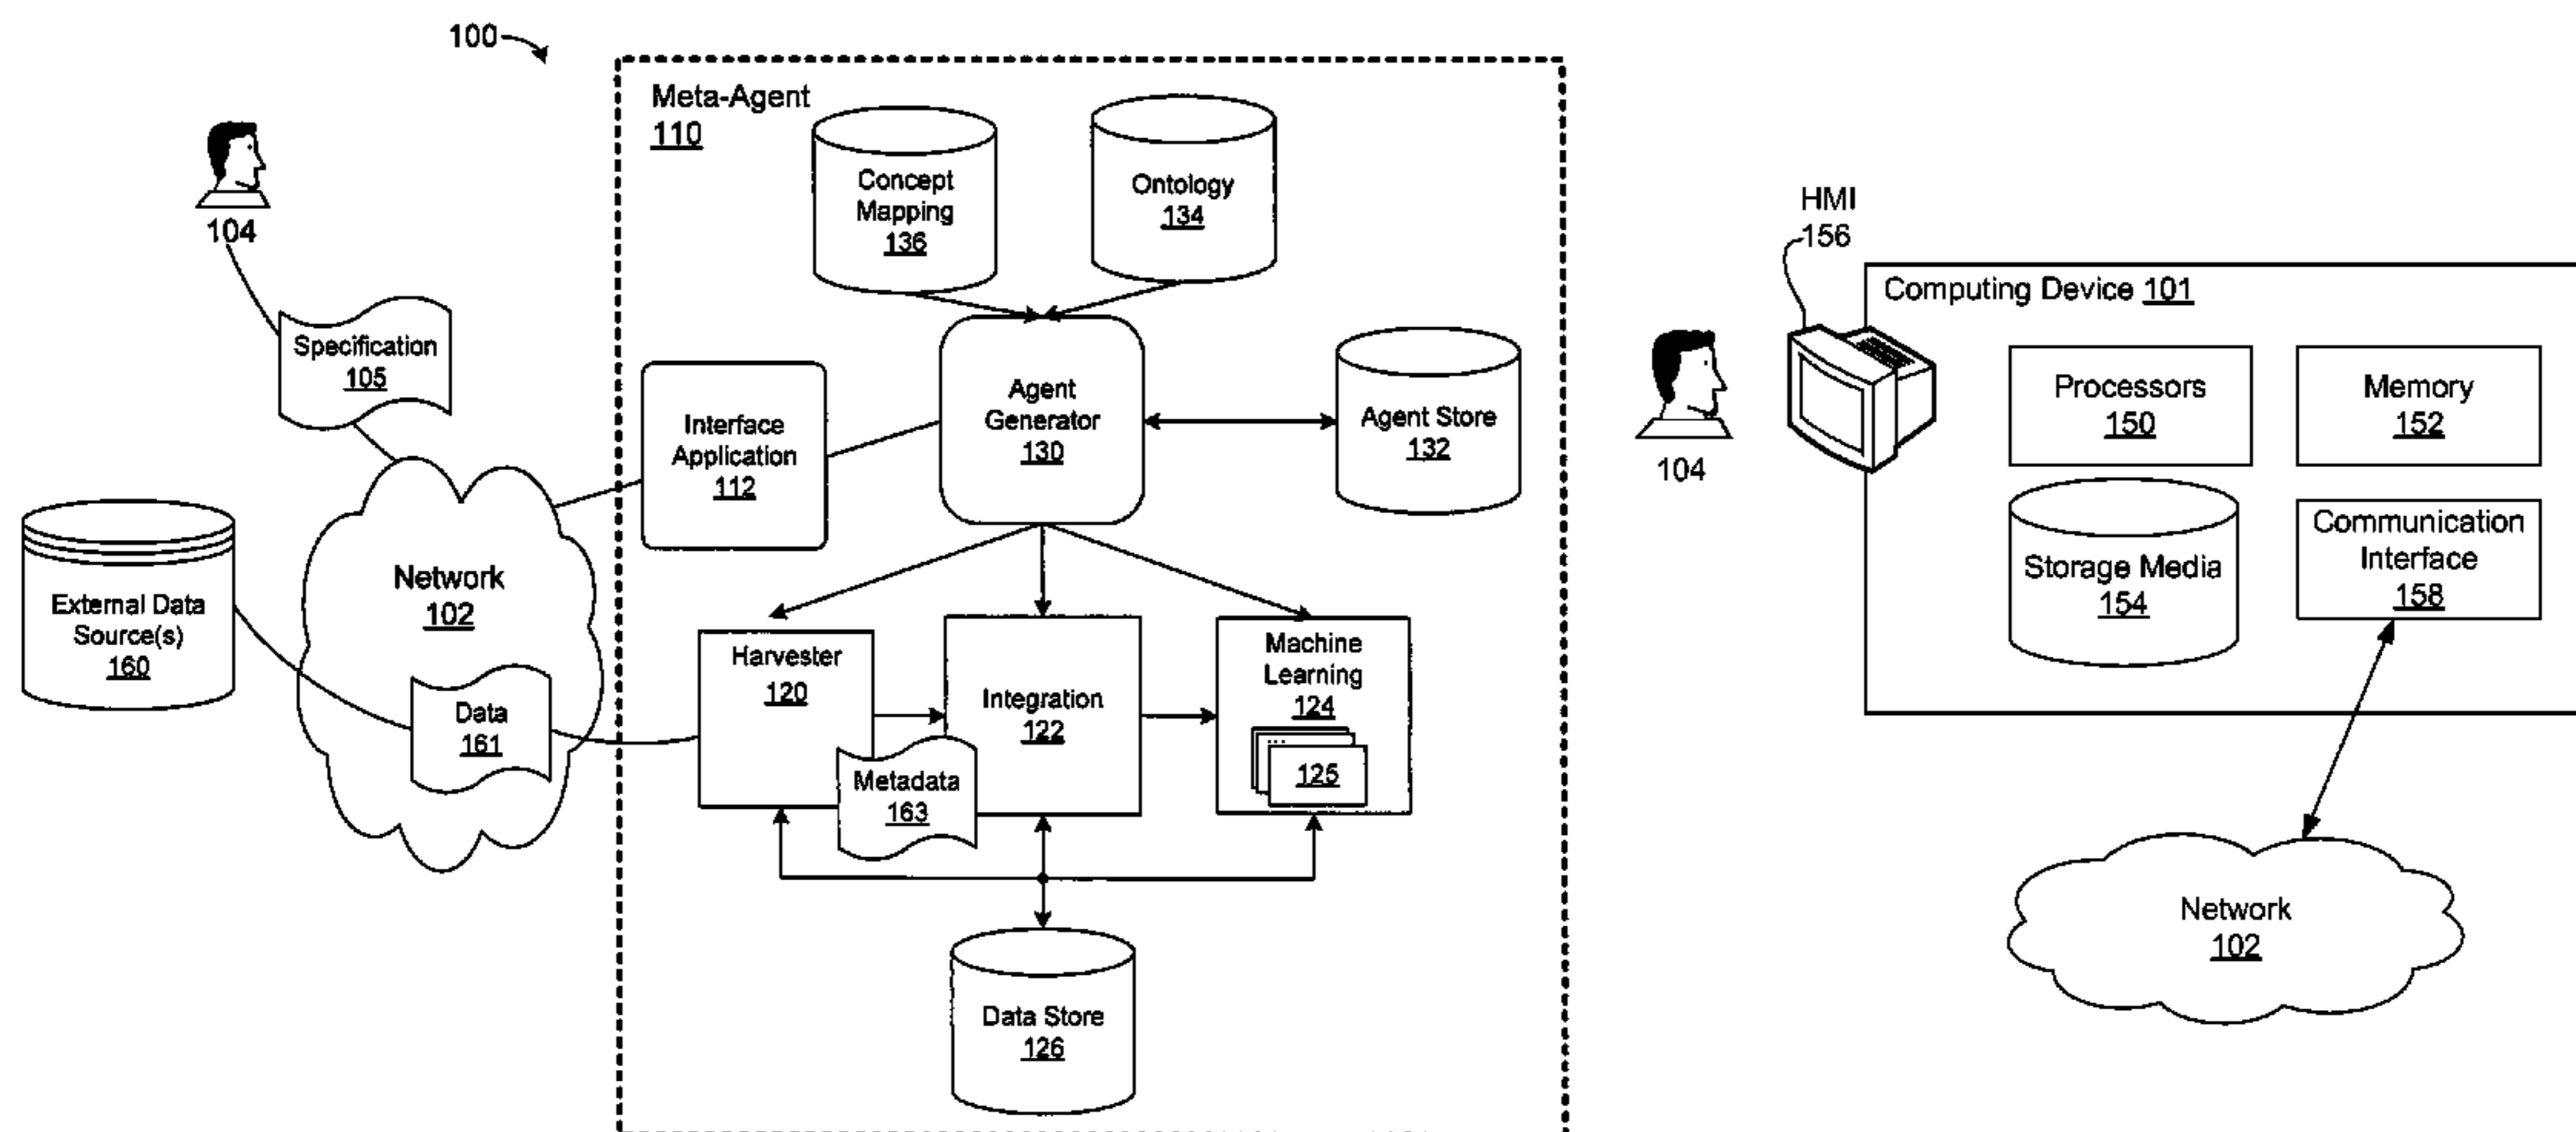 100
Meta-Agent
110
Concept
Mapping
136
Ontology
134
104
Specification
105
Interface
Application
112
Agent
Generator
130
Agent Store
132
External Data
Source(s)
160
Network
102
Data
161
Harvester
120
Integration
122
Machine
Learning
124
...
125
Metadata
163
Data Store
126
HMI
156
104
Computing Device 101
Processors
150
Memory
152
Storage Media
154
Communication
Interface
158
Network
102